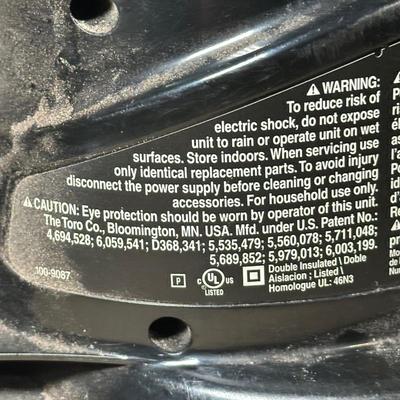 ⚠ WARNING:
To reduce risk of
electric shock, do not expose
unit to rain or operate unit on wet
surfaces. Store indoors. When servicing use
only identical replacement parts. To avoid injury
disconnect the power supply before cleaning or changing
accessories. For household use only.
⚠ CAUTION: Eye protection should be worn by operator of this unit.
The Toro Co., Bloomington, MN. USA. Mfd. under U.S. Patent No.:
4,694,528; 6,059,541; D368,341; 5,535,479; 5,560,078; 5,711,048;
5,689,852; 5,979,013; 6,003,199.
100-9087
P
C UL US
LISTED
Double Insulated \ Doble
Aislacion ; Listed \
Homologue UL: 46N3